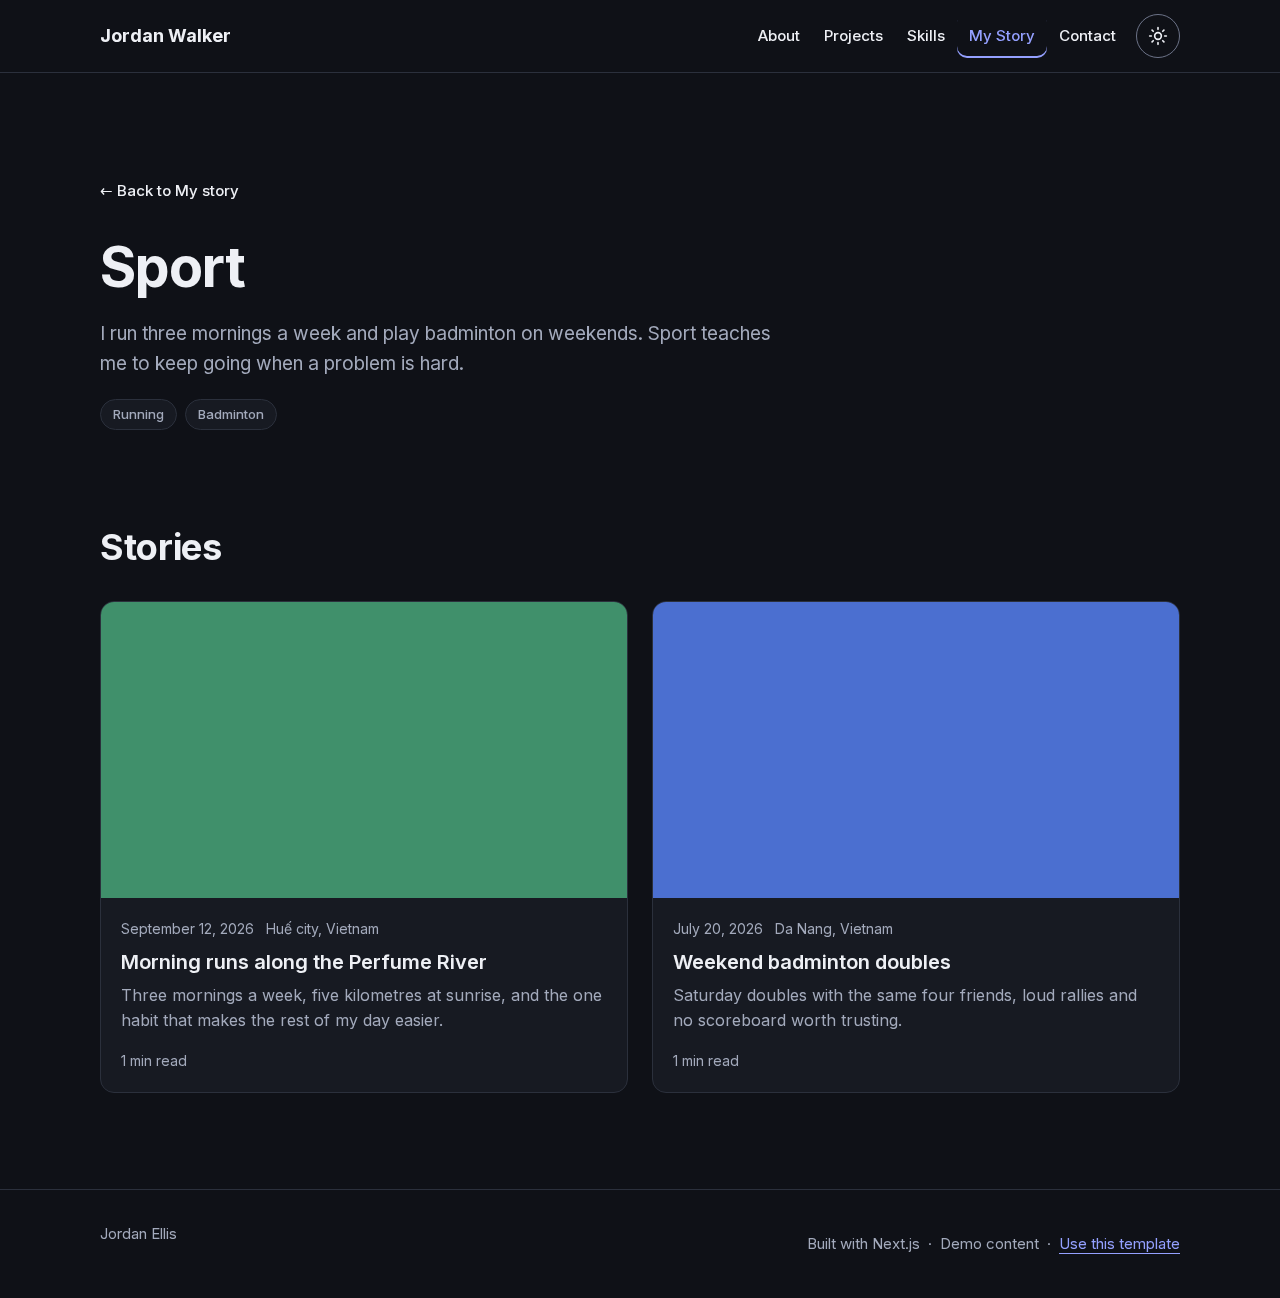 Jordan Walker
About Projects Skills My Story Contact
← Back to My story
Sport
I run three mornings a week and play badminton on weekends. Sport teaches
me to keep going when a problem is hard.
Running Badminton
Stories
September 12, 2026 Huế city, Vietnam
Morning runs along the Perfume River
Three mornings a week, five kilometres at sunrise, and the one
habit that makes the rest of my day easier.
1 min read
July 20, 2026 Da Nang, Vietnam
Weekend badminton doubles
Saturday doubles with the same four friends, loud rallies and
no scoreboard worth trusting.
1 min read
Jordan Ellis
Built with Next.js · Demo content · Use this template